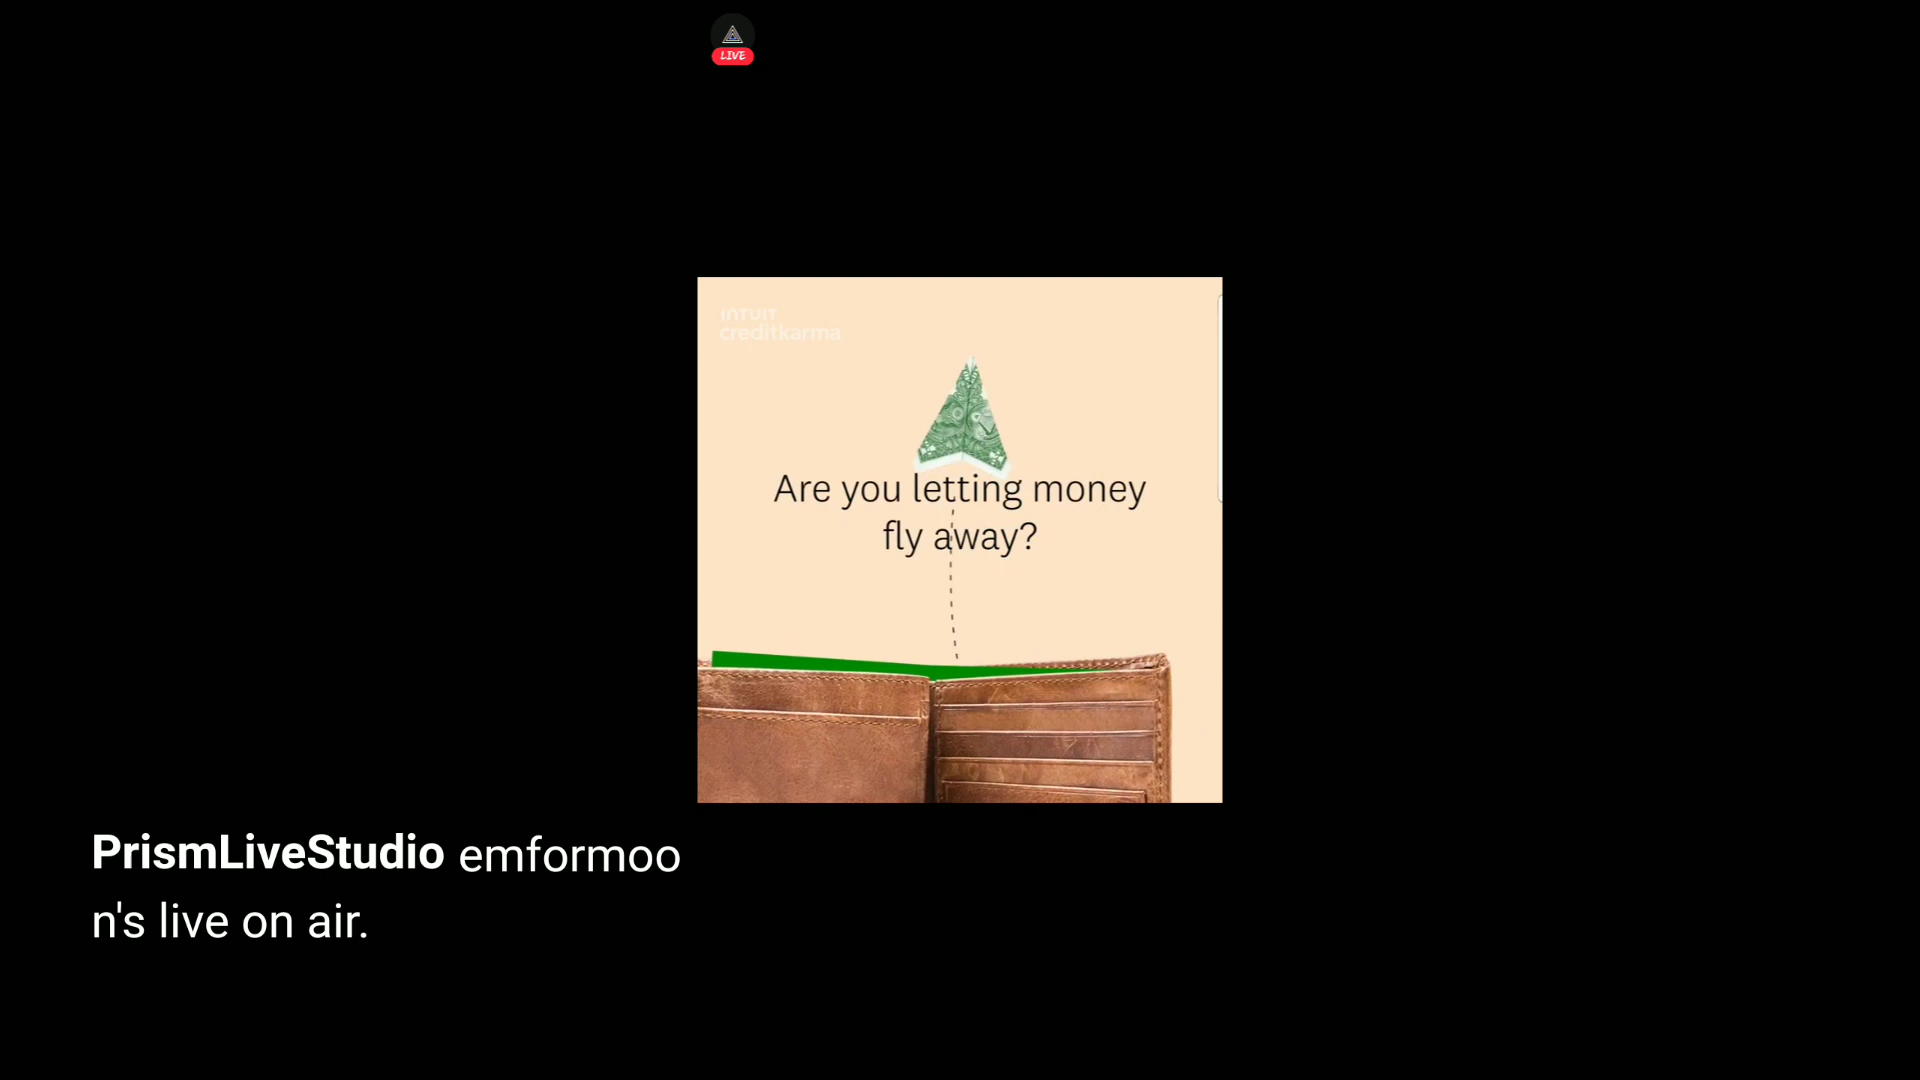 LIVE
INTUIT
creditkarma
Are you letting money
fly away?
PrismLiveStudio emformoo
n's live on air.